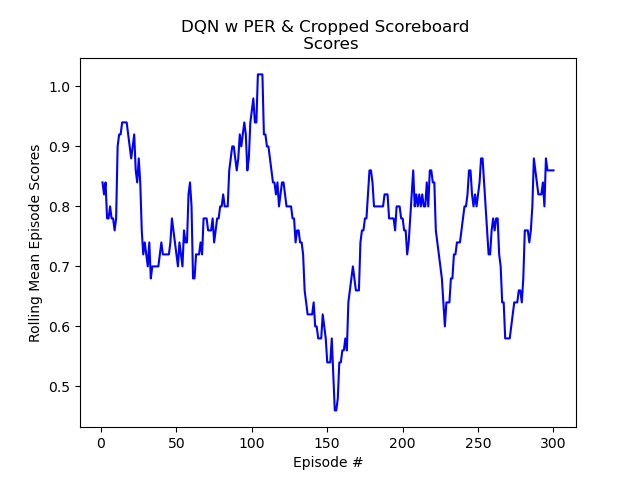 DQN w PER & Cropped Scoreboard
Scores
Rolling Mean Episode Scores
1.0
0.9
0.8
0.7
0.6
0.5
0 50 100 150 200 250 300
Episode #